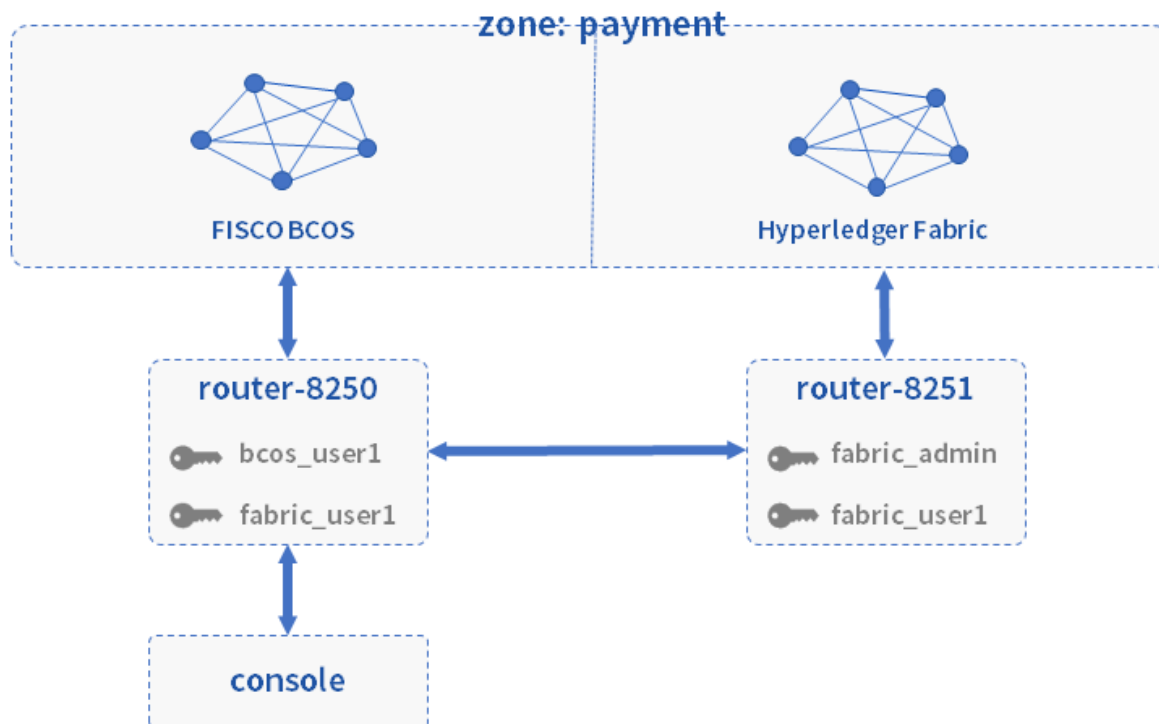 zone: payment
FISCO BCOS
Hyperledger Fabric
router-8250
bcos_user1
fabric_user1
router-8251
fabric_admin
fabric_user1
console